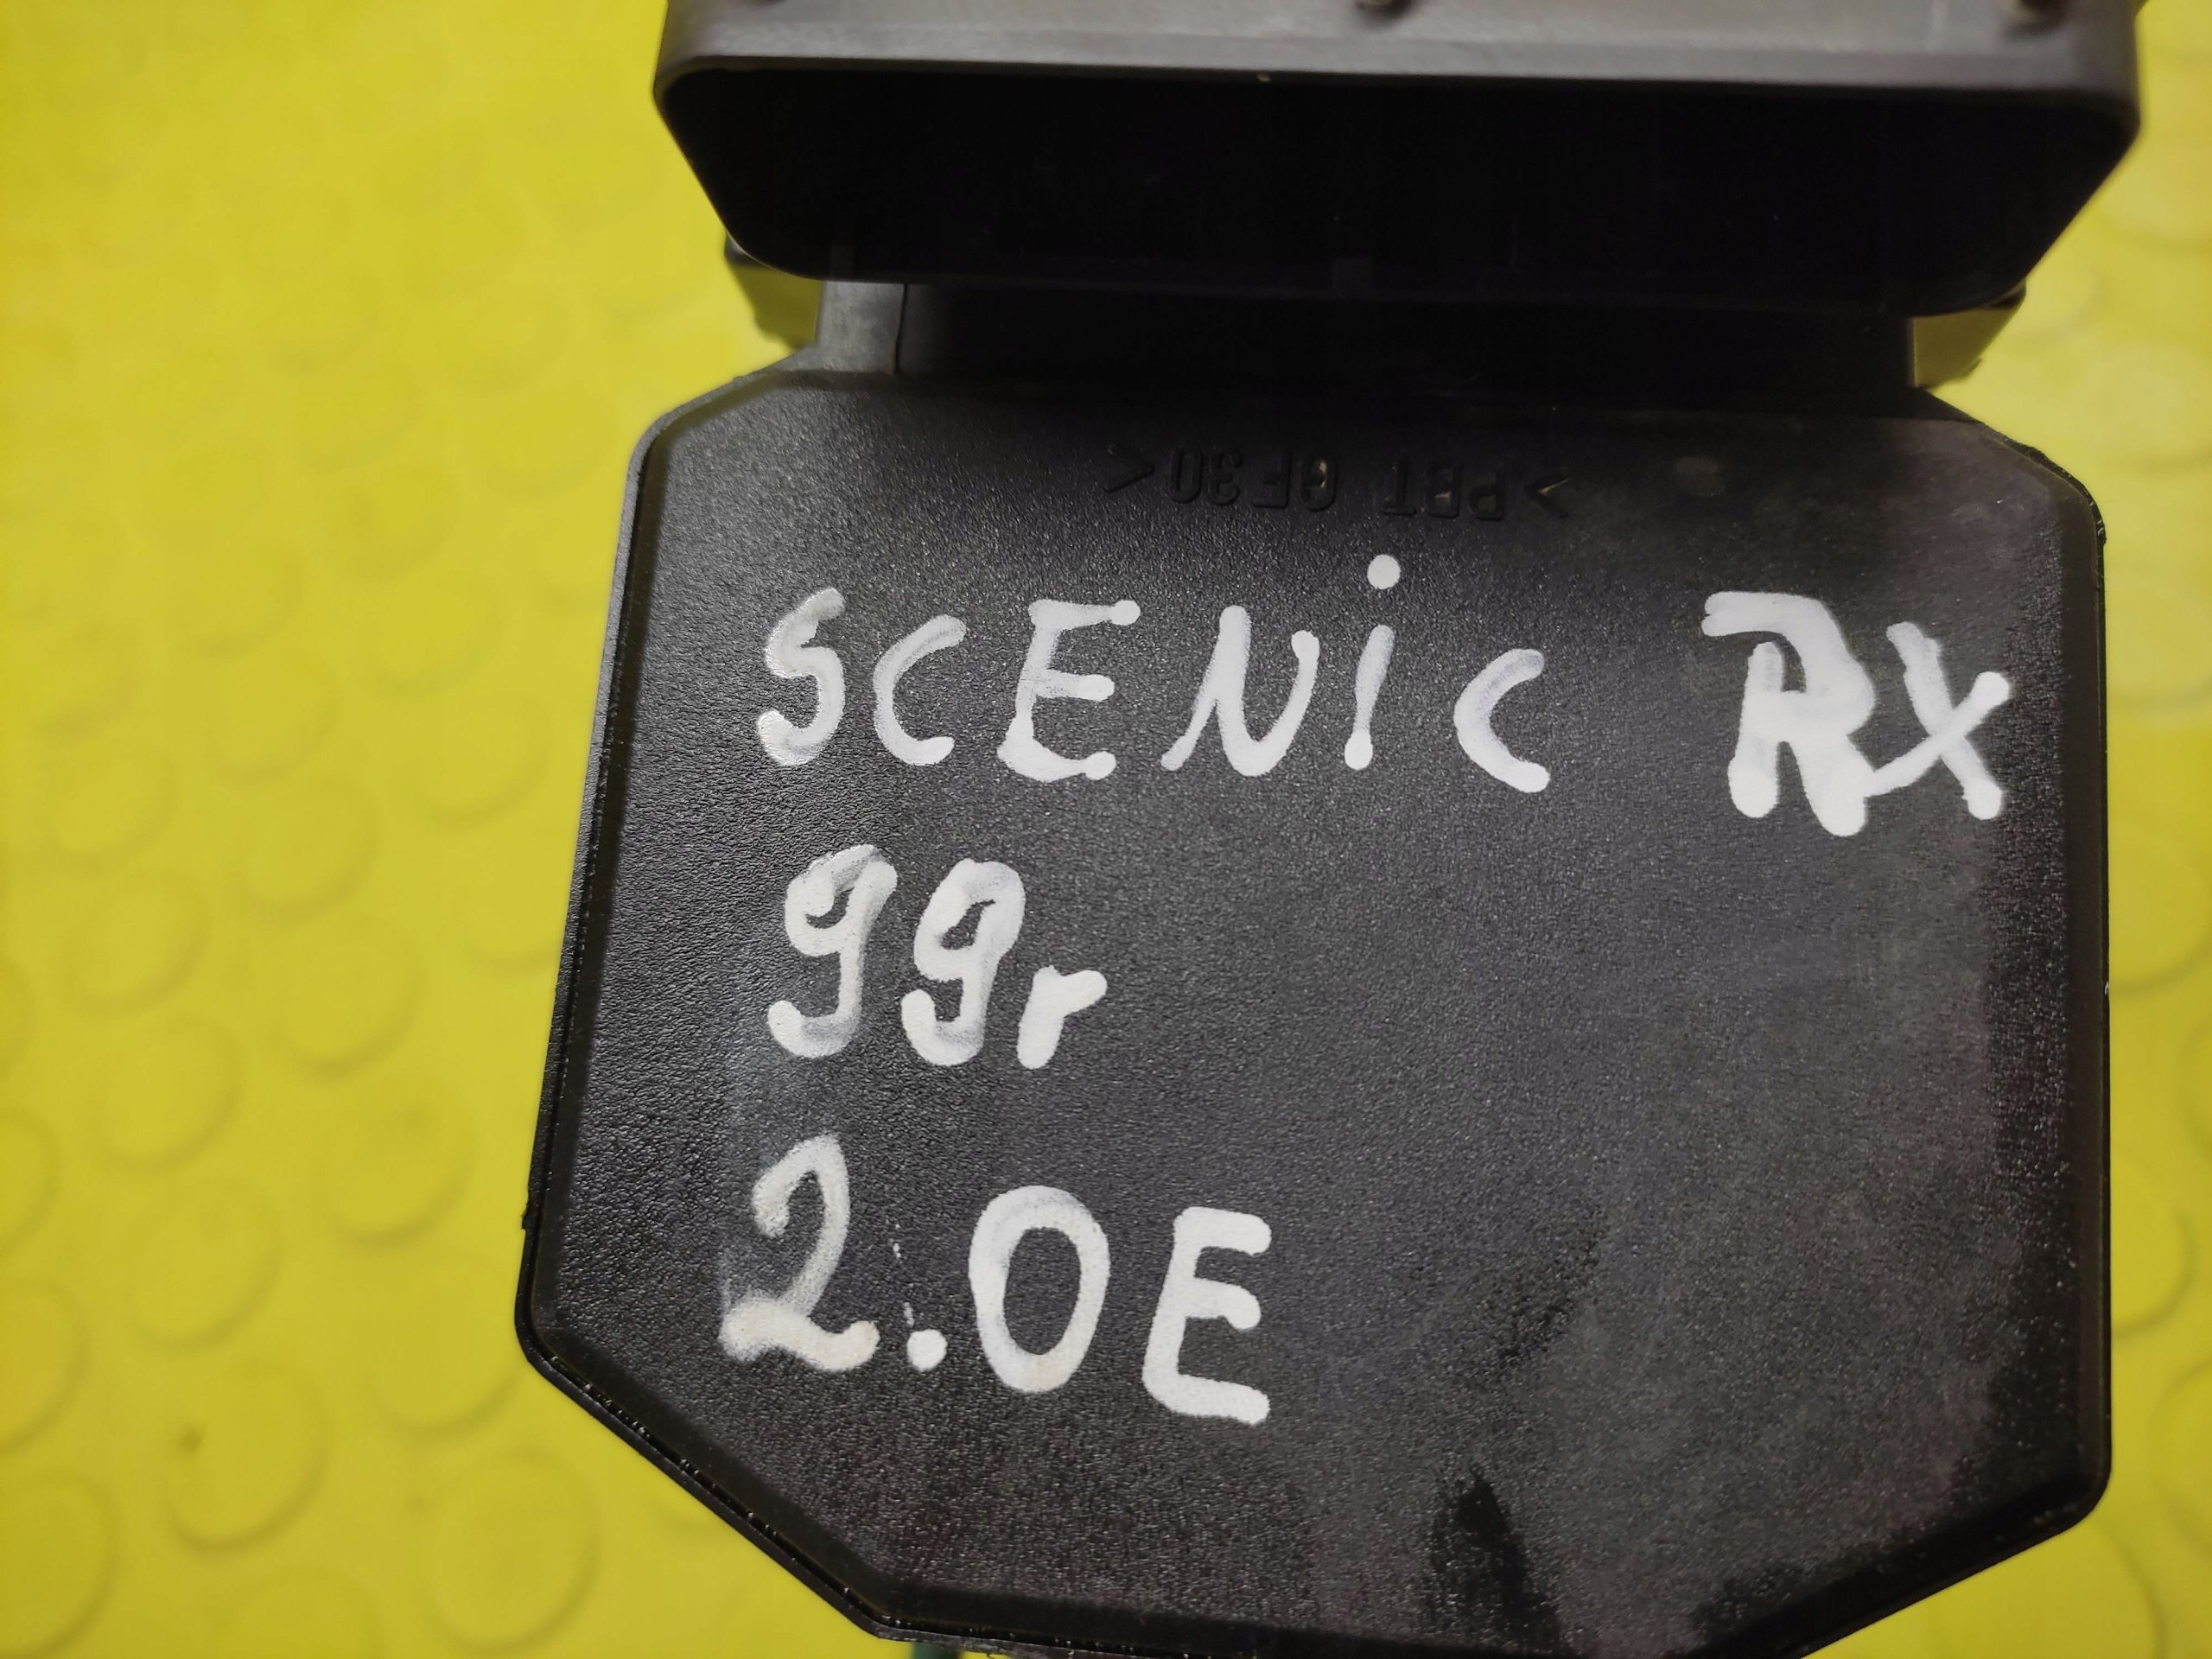 >PBT GF30<
SCENiC RX
99r
2.0E